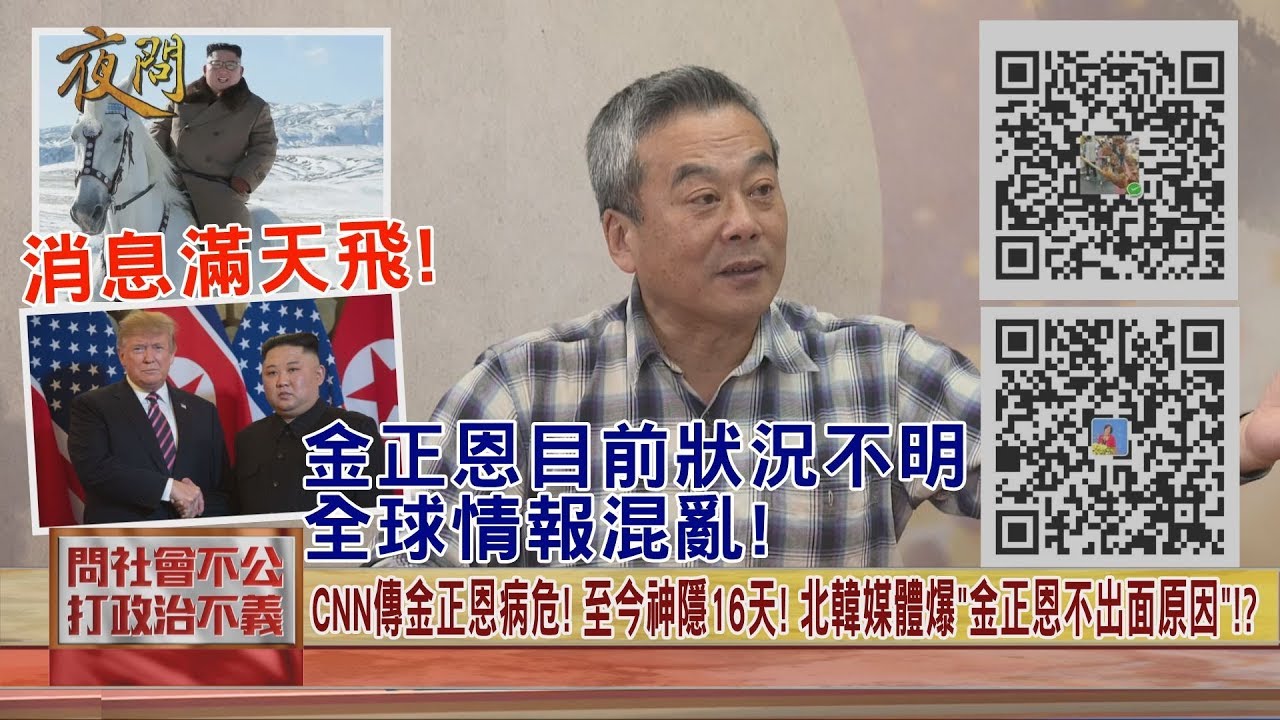 夜問
消息滿天飛!
金正恩目前狀況不明
全球情報混亂!
問社會不公
打政治不義
CNN傳金正恩病危! 至今神隱16天! 北韓媒體爆"金正恩不出面原因"!?